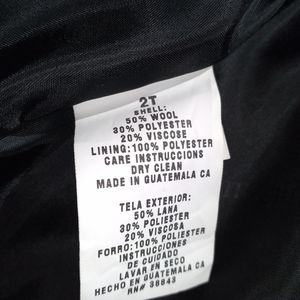 2T
SHELL:
50% WOOL
30% POLYESTER
20% VISCOSE
LINING:100% POLYESTER
CARE INSTRUCCIONS
DRY CLEAN
MADE IN GUATEMALA CA
TELA EXTERIOR:
50% LANA
30% POLIESTER
20% VISCOSA
FORRO:100% POLYESTER
INSTRUCCIONES
DE CUIDADO
LAVAR EN SECO
HECHO EN GUATEMALA CA
RN# 38643